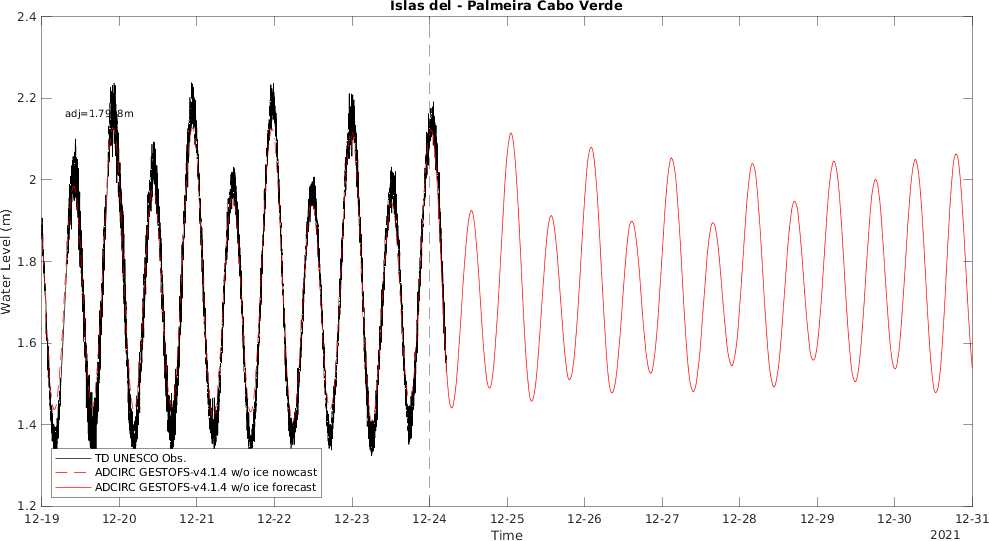 Islas del - Palmeira Cabo Verde
2.4
2.2
2
1.8
1.6
1.4
1.2
Water Level (m)
TD UNESCO Obs.
ADCIRC GESTOFS-v4.1.4 w/o ice nowcast
ADCIRC GESTOFS-v4.1.4 w/o ice forecast
12-19 12-20 12-21 12-22 12-23 12-24 12-25 12-26 12-27 12-28 12-29 12-30 12-31
Time
2021